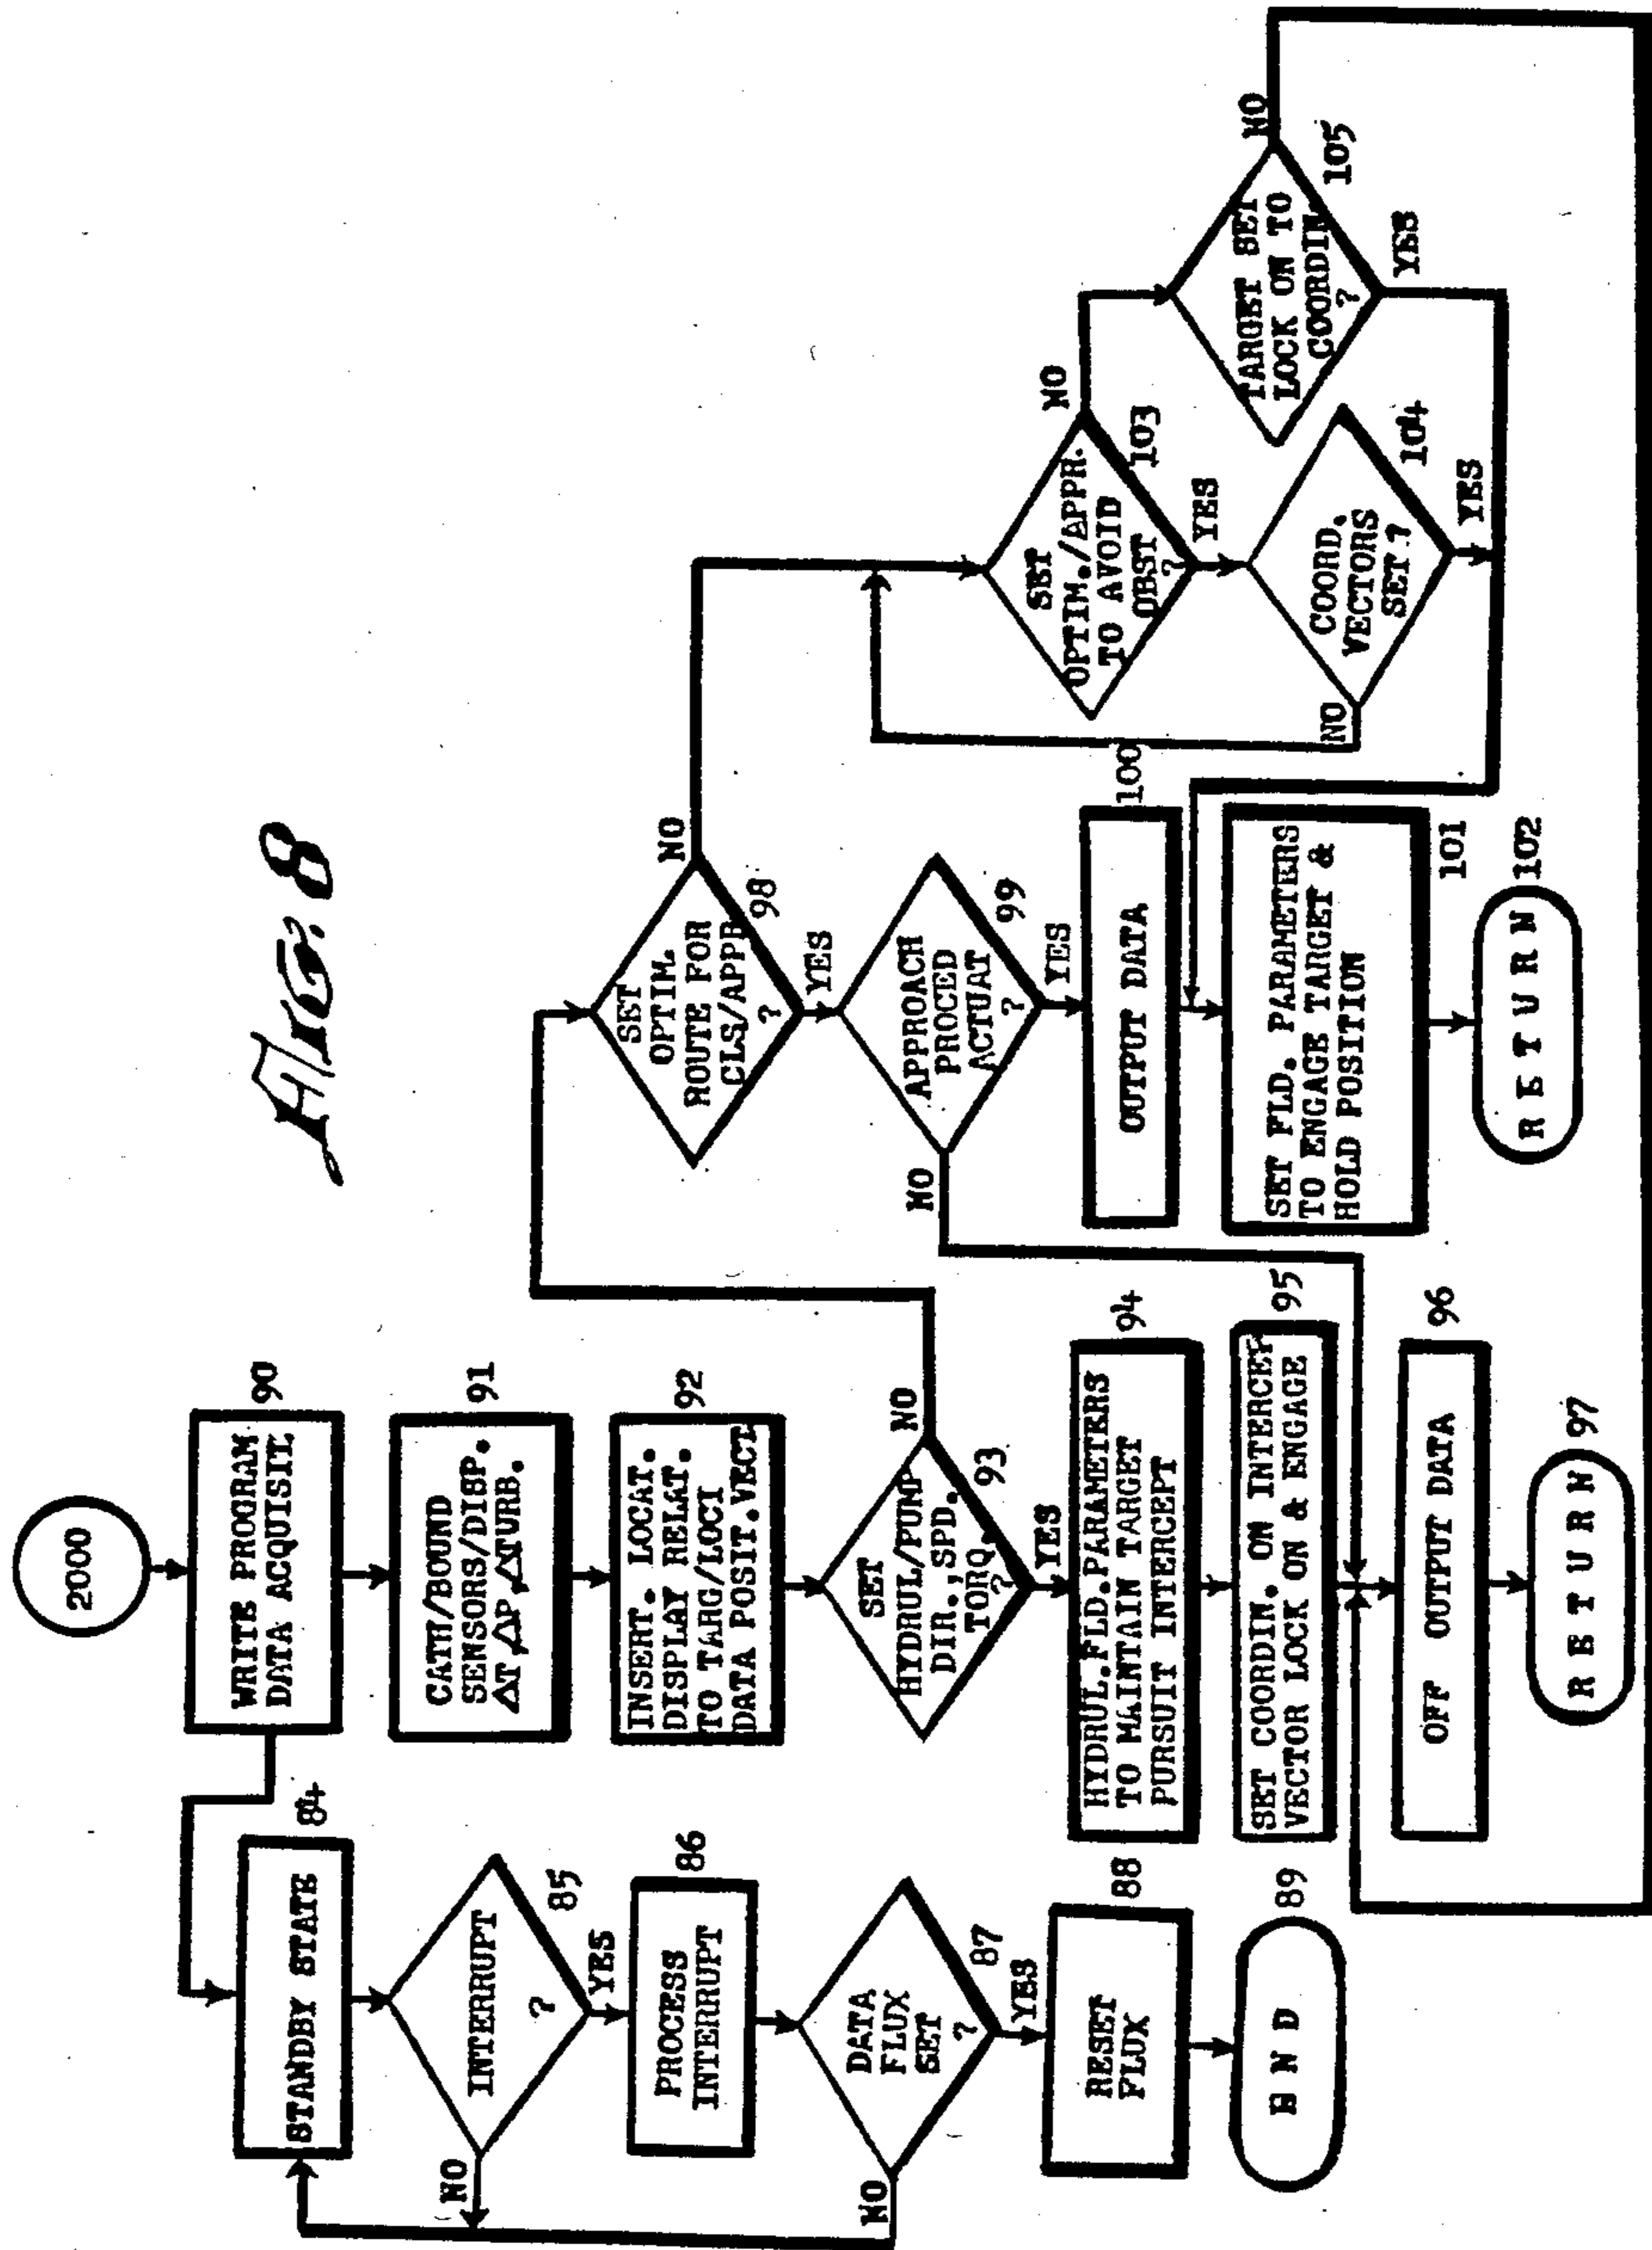 FIG. 8
2000
WRITE PROGRAM
DATA ACQUISIT.
90
STANDBY STATE
84
INTERRUPT
?
85
NO
YES
PROCESS
INTERRUPT
86
DATA
FLUX
SET
?
87
NO
YES
RESET
FLUX
88
END
89
CATH/BOUND
SENSORS/DISP.
ΔT,ΔP,ΔTURB.
91
INSERT. LOCAT.
DISPLAY RELAT.
TO TARG/LOCI
DATA POSIT.VECT
92
SET
HYDRUL/PUMP
DIR.,SPD.
TORQ.
?
93
NO
YES
HYDRUL.FLD.PARAMETERS
TO MAINTAIN TARGET
PURSUIT INTERCEPT
94
SET COORDIN. ON INTERCEP
VECTOR LOCK ON & ENGAGE
95
OFF OUTPUT DATA
96
RETURN
97
SET
OPTIM.
ROUTE FOR
CLS/APPR
?
98
NO
YES
APPROACH
PROCED
ACTUAT
?
99
NO
YES
OUTPUT DATA
100
SET FLD. PARAMETERS
TO ENGAGE TARGET &
HOLD POSITION
101
RETURN
102
SET
OPTIM./APPR.
TO AVOID
OBST
?
103
NO
YES
COORD.
VECTORS
SET?
104
NO
YES
TARGET SET
LOCK ON TO
COORDIN.
?
105
NO
YES